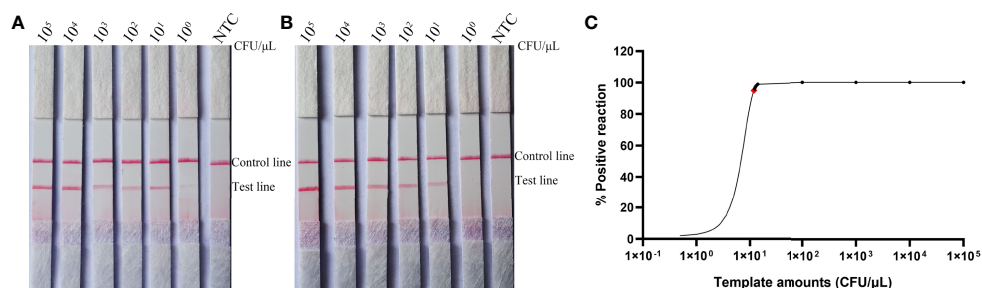 A
10⁵ 10⁴ 10³ 10² 10¹ 10⁰ NTC
CFU/μL
Control line
Test line
B
10⁵ 10⁴ 10³ 10² 10¹ 10⁰ NTC
CFU/μL
Control line
Test line
C
% Positive reaction
120
100
80
60
40
20
0
1×10⁻¹ 1×10⁰ 1×10¹ 1×10² 1×10³ 1×10⁴ 1×10⁵
Template amounts (CFU/μL)